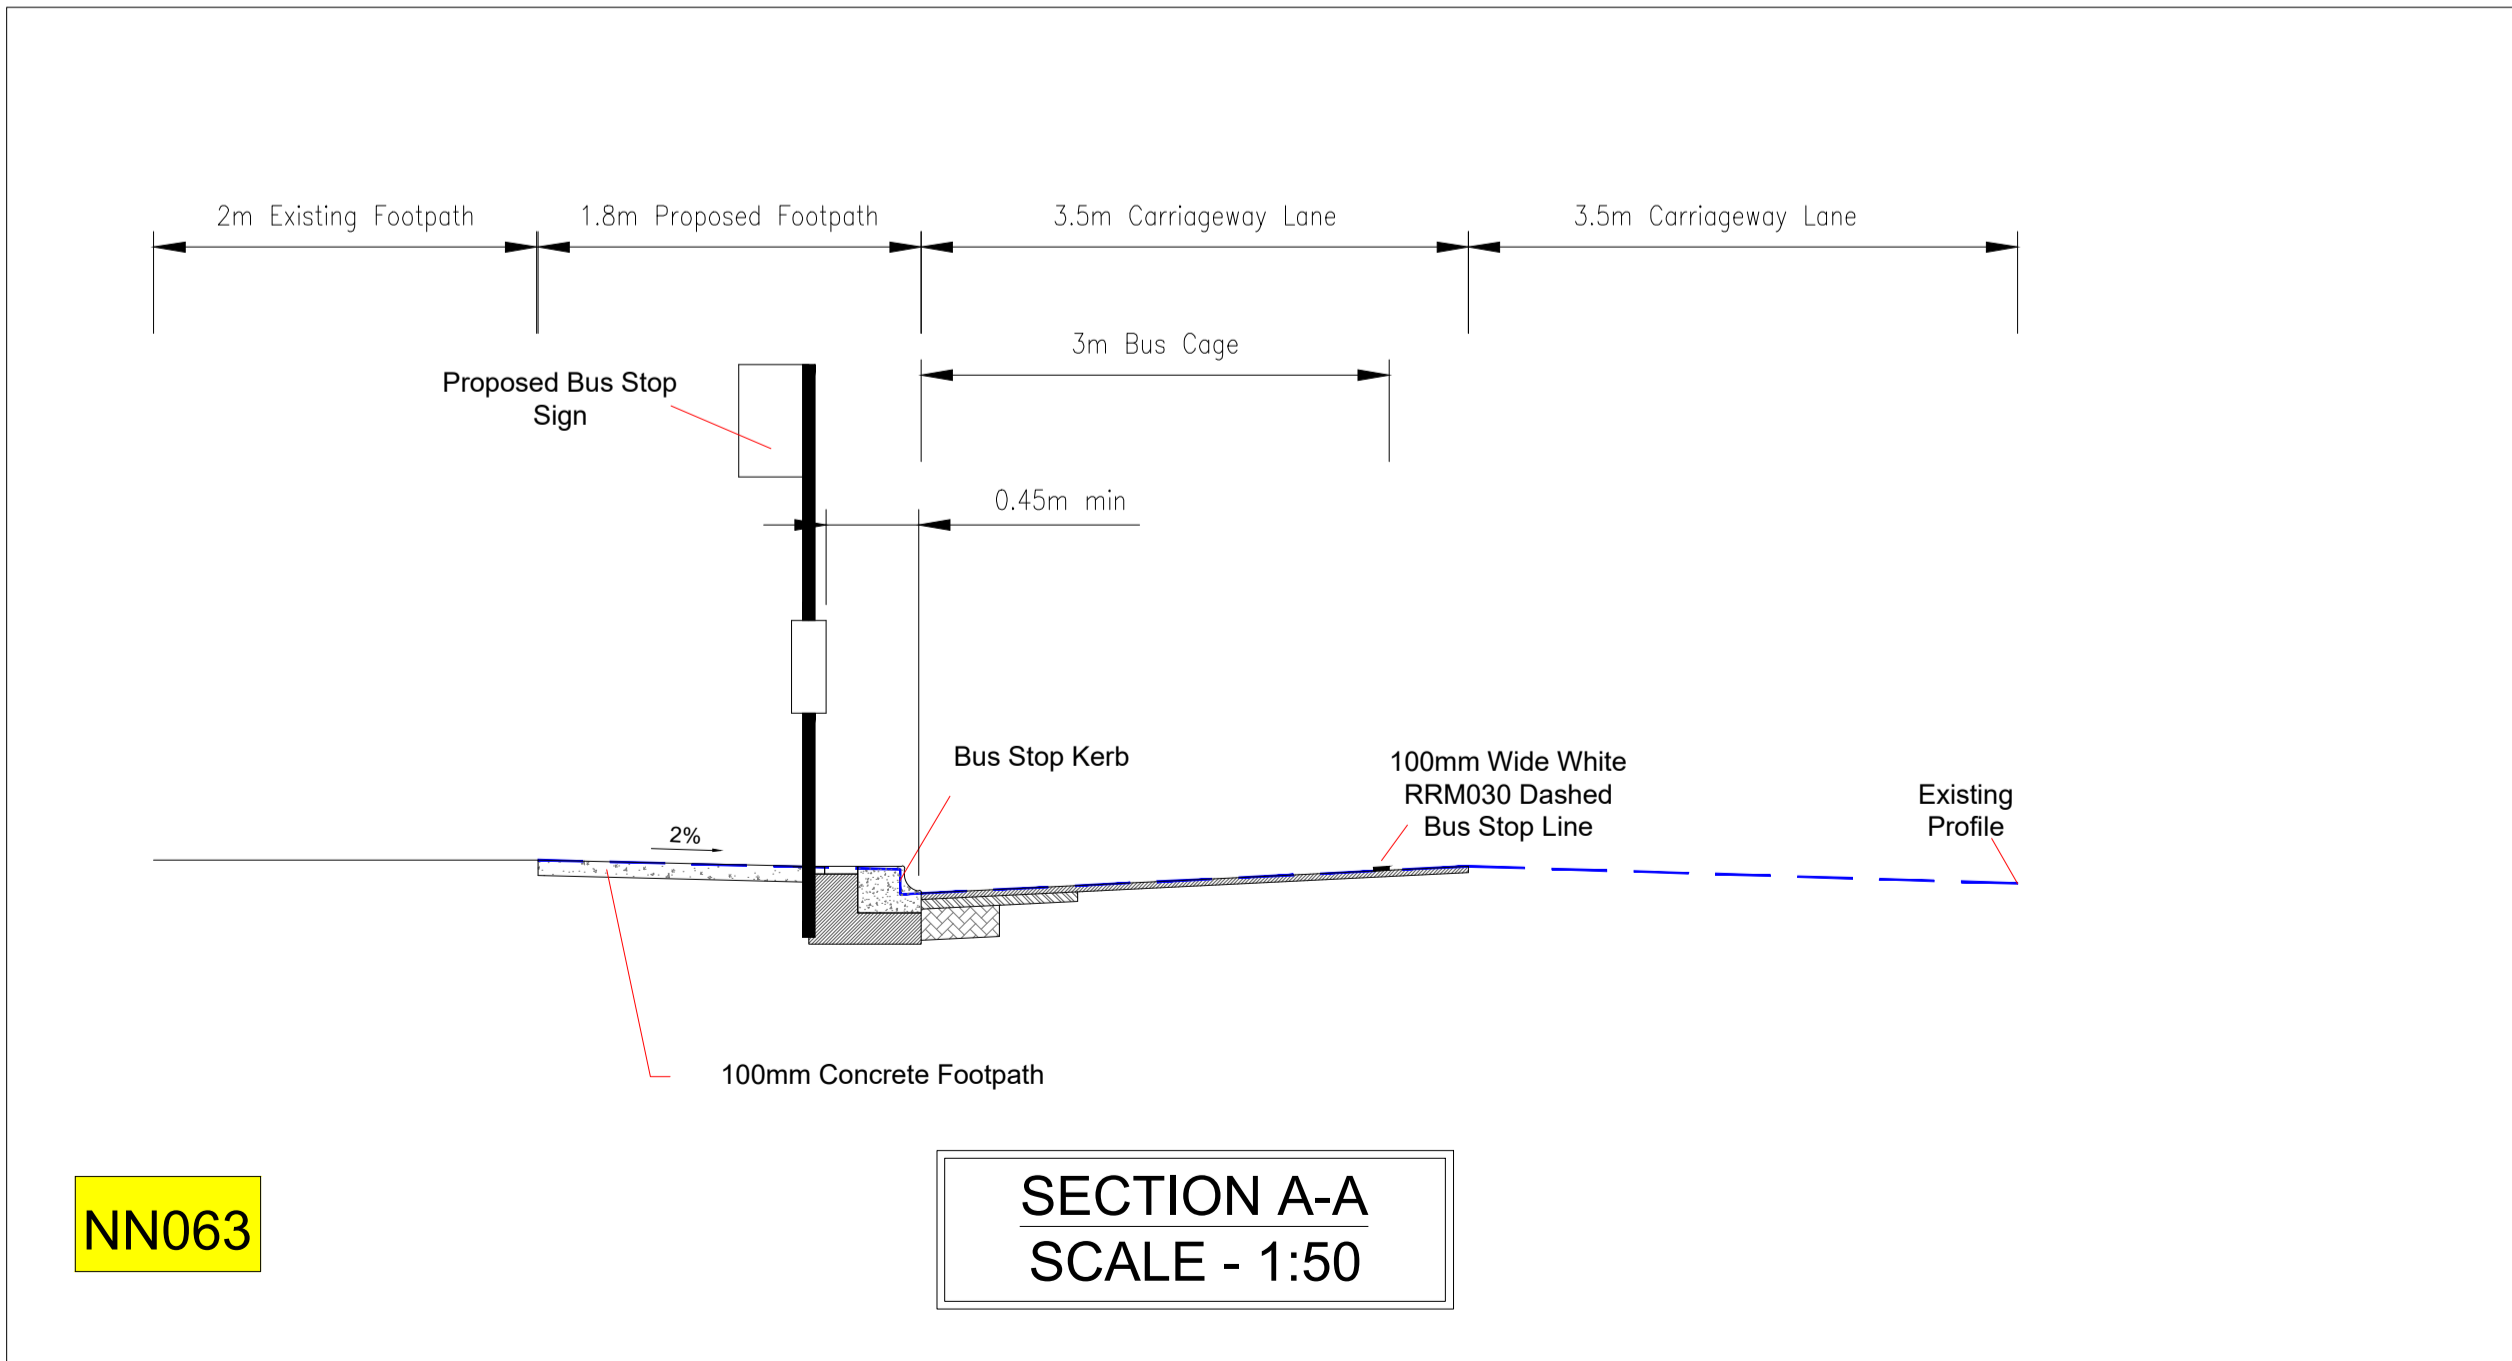 2m Existing Footpath
1.8m Proposed Footpath
3.5m Carriageway Lane
3.5m Carriageway Lane
3m Bus Cage
Proposed Bus Stop
Sign
0.45m min
Bus Stop Kerb
100mm Wide White
RRM030 Dashed
Bus Stop Line
Existing
Profile
2%
100mm Concrete Footpath
NN063
SECTION A-A
SCALE - 1:50